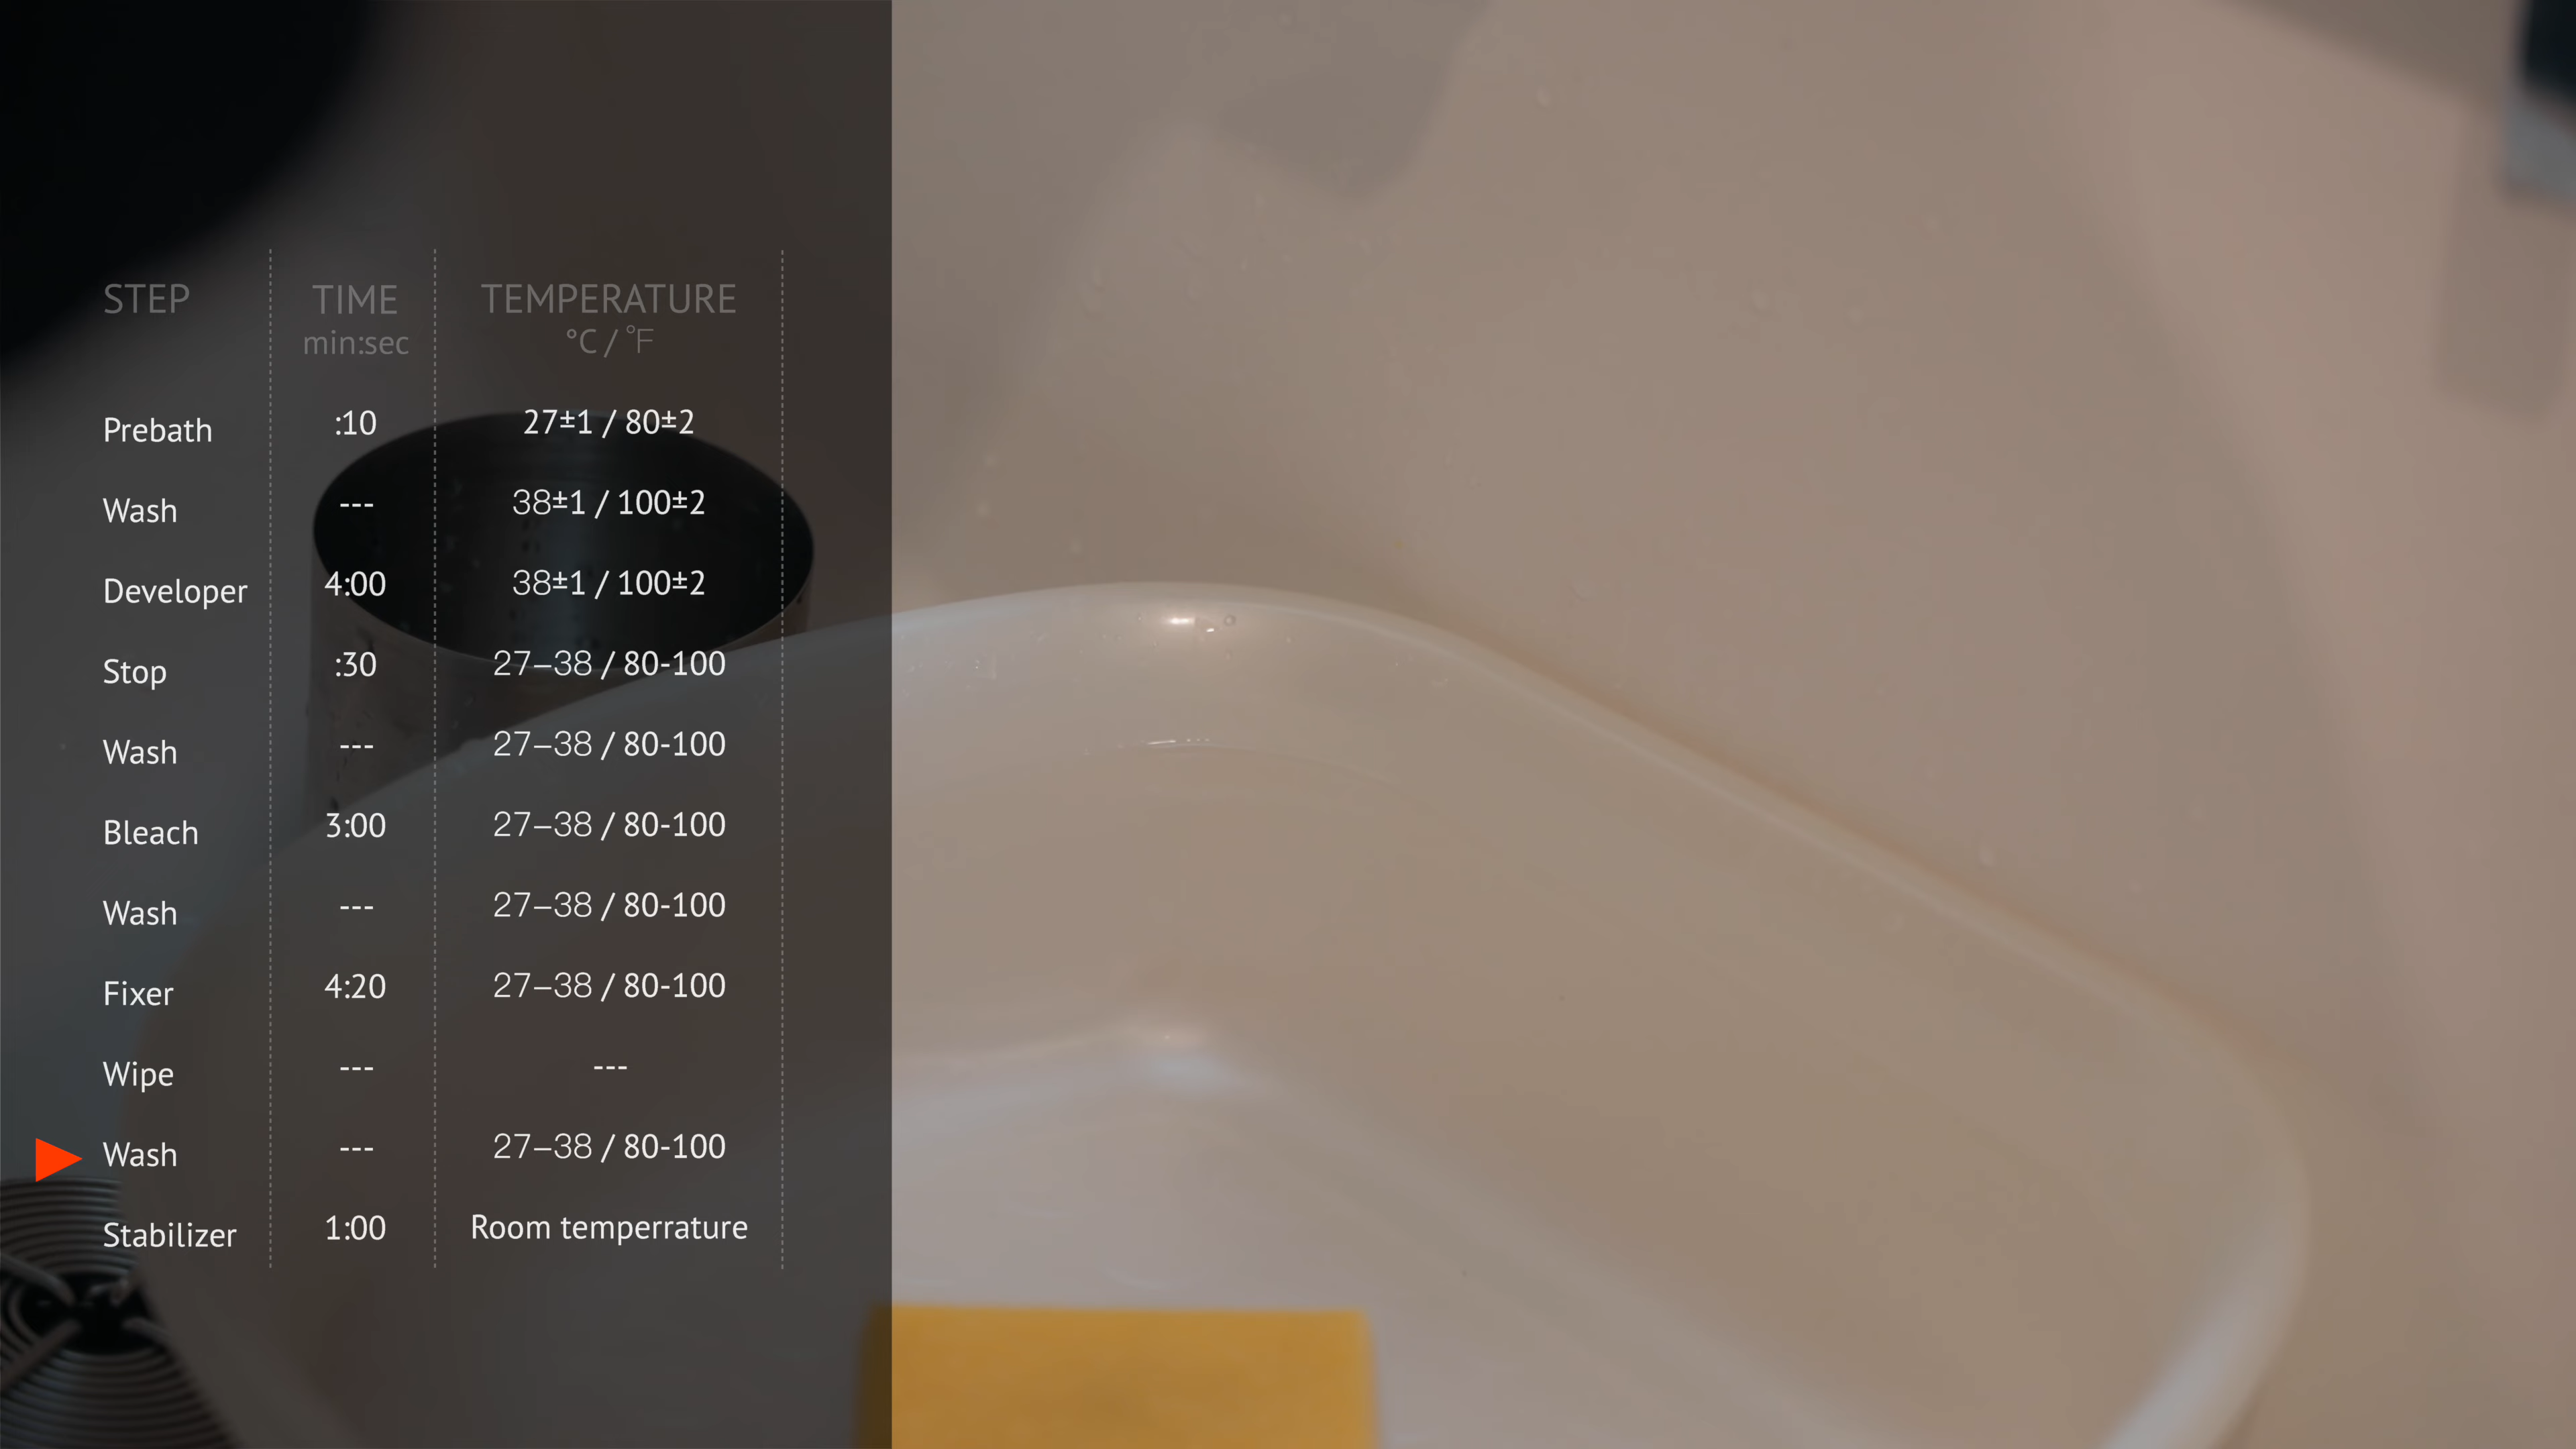 STEP TIME TEMPERATURE
min:sec °C / °F
Prebath :10 27±1 / 80±2
Wash --- 38±1 / 100±2
Developer 4:00 38±1 / 100±2
Stop :30 27–38 / 80-100
Wash --- 27–38 / 80-100
Bleach 3:00 27–38 / 80-100
Wash --- 27–38 / 80-100
Fixer 4:20 27–38 / 80-100
Wipe --- ---
Wash --- 27–38 / 80-100
Stabilizer 1:00 Room temperrature